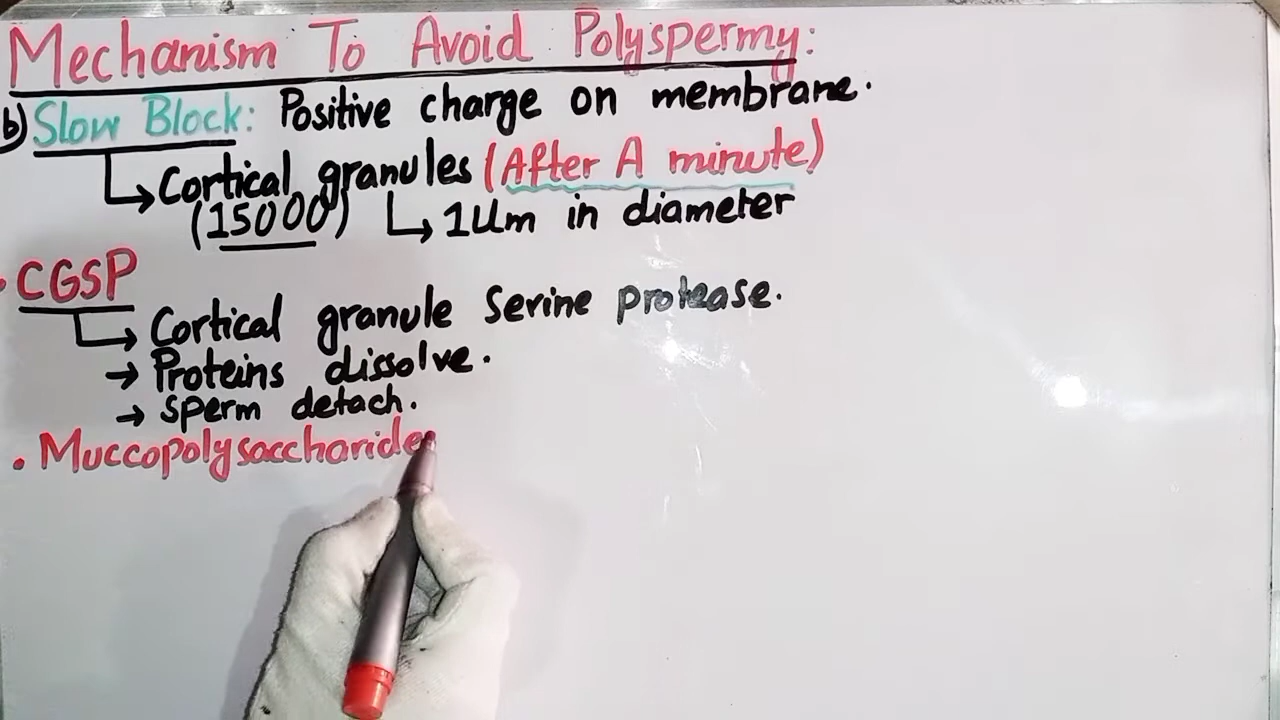 Mechanism To Avoid Polyspermy:
b) Slow Block: Positive charge on membrane.
Cortical granules (After A minute)
(15000) 1Um in diameter
• CGSP
Cortical granule Serine protease.
→ Proteins dissolve.
→ Sperm detach.
• Muccopolysaccharide